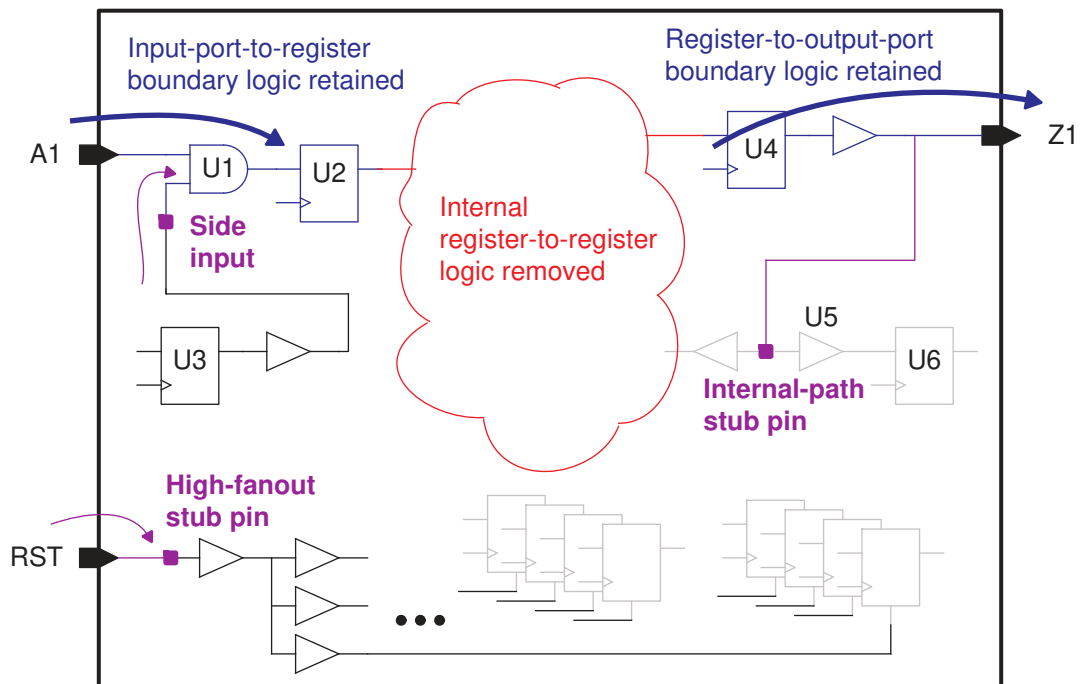 Input-port-to-register
boundary logic retained
Register-to-output-port
boundary logic retained
A1
U1
U2
U4
Z1
Side
input
Internal
register-to-register
logic removed
U3
U5
U6
Internal-path
stub pin
High-fanout
stub pin
RST